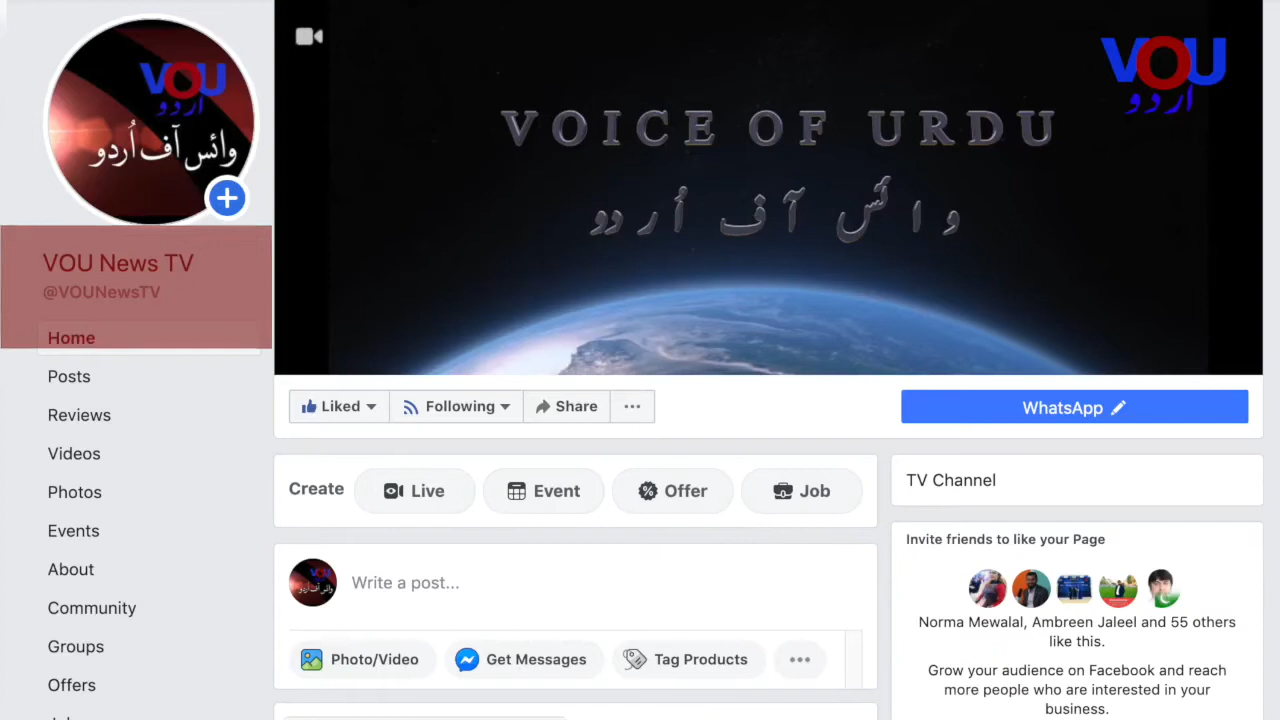 VOU
اردو
وائس آف اُردو
VOU News TV
@VOUNewsTV
Home
Posts
Reviews
Videos
Photos
Events
About
Community
Groups
Offers
VOU
اردو
VOICE OF URDU
وائس آف اُردو
Liked
Following
Share
WhatsApp
Create
Live
Event
Offer
Job
Write a post...
Photo/Video
Get Messages
Tag Products
TV Channel
Invite friends to like your Page
Norma Mewalal, Ambreen Jaleel and 55 others
like this.
Grow your audience on Facebook and reach
more people who are interested in your
business.